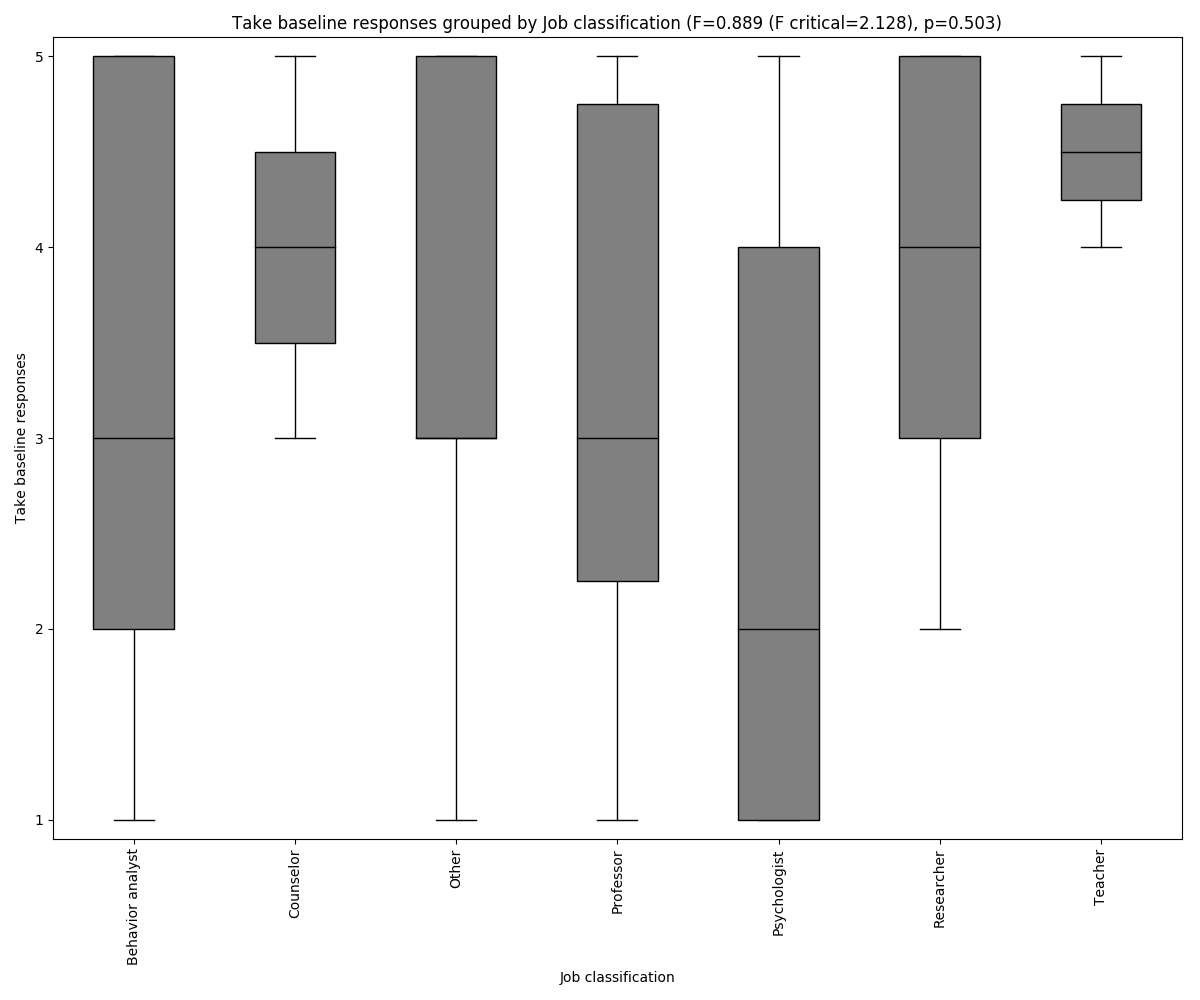 Take baseline responses grouped by Job classification (F=0.889 (F critical=2.128), p=0.503)
Take baseline responses
5
4
3
2
1
Behavior analyst
Counselor
Other
Professor
Psychologist
Researcher
Teacher
Job classification